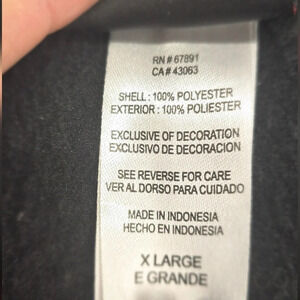 RN # 67891
CA # 43063
SHELL : 100% POLYESTER
EXTERIOR : 100% POLIESTER
EXCLUSIVE OF DECORATION
EXCLUSIVO DE DECORACION
SEE REVERSE FOR CARE
VER AL DORSO PARA CUIDADO
MADE IN INDONESIA
HECHO EN INDONESIA
X LARGE
E GRANDE